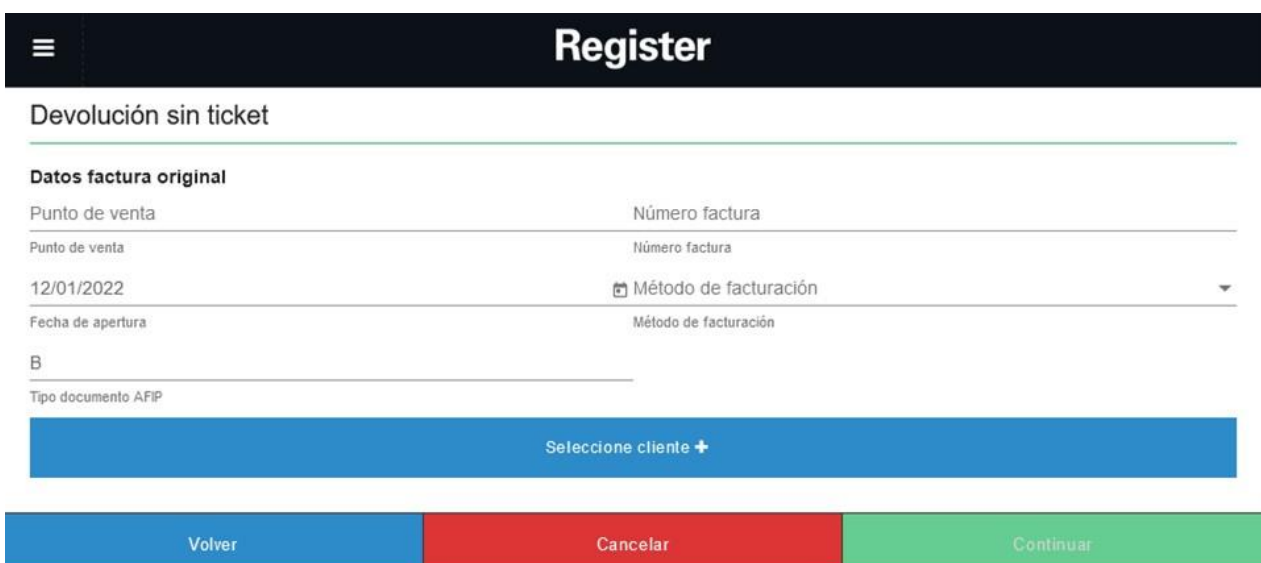 Register
Devolución sin ticket
Datos factura original
Punto de venta Número factura
Punto de venta Número factura
12/01/2022 Método de facturación
Fecha de apertura Método de facturación
B
Tipo documento AFIP
Seleccione cliente +
Volver Cancelar Continuar